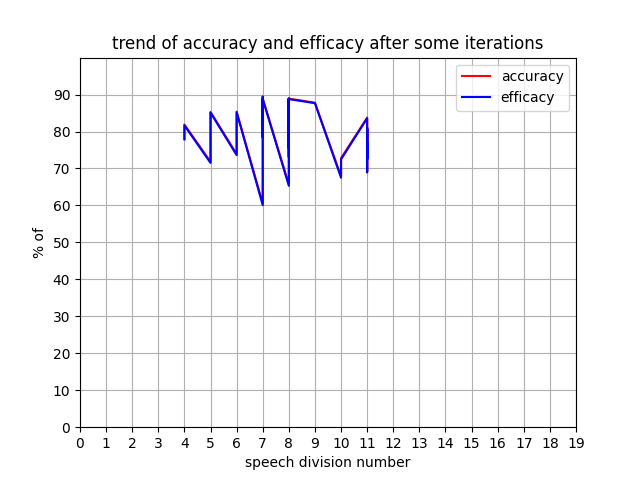 trend of accuracy and efficacy after some iterations
accuracy
efficacy
90
80
70
60
50
40
30
20
10
0
% of
0 1 2 3 4 5 6 7 8 9 10 11 12 13 14 15 16 17 18 19
speech division number